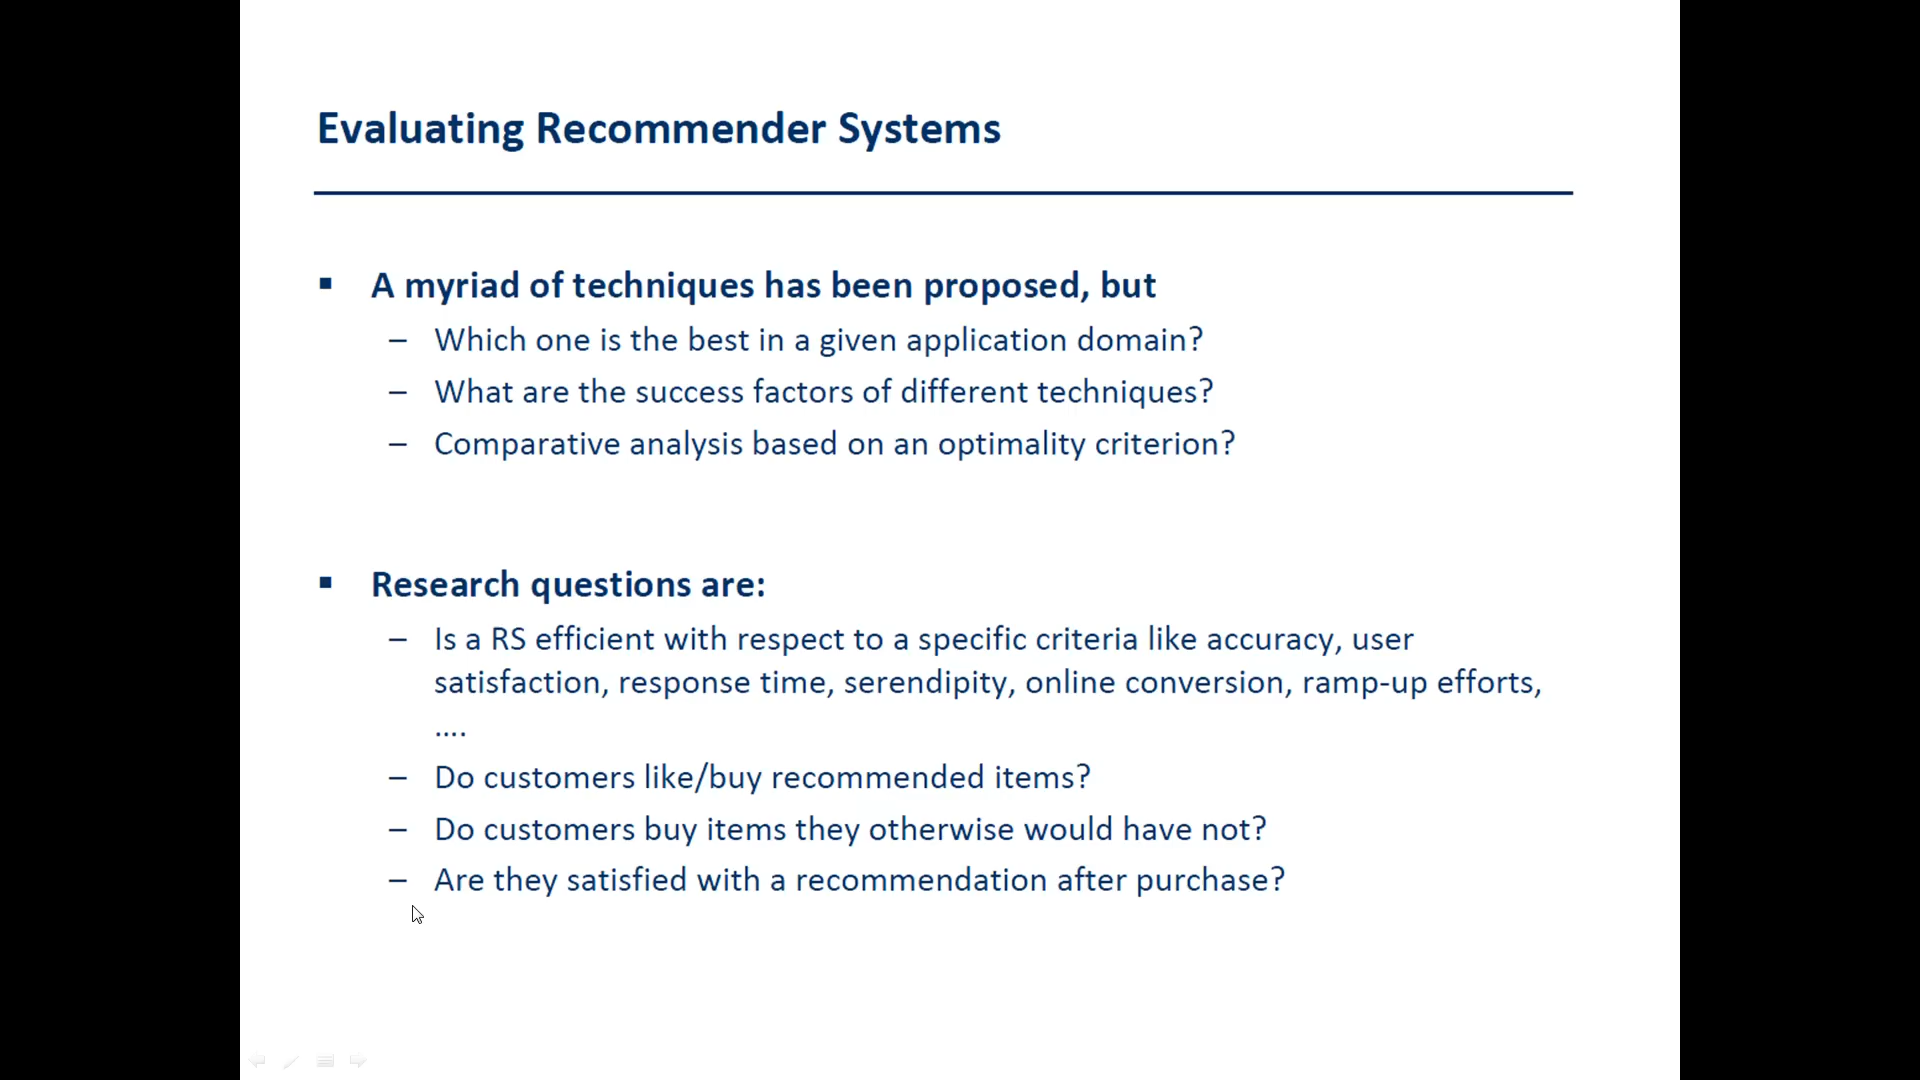 Evaluating Recommender Systems
▪ A myriad of techniques has been proposed, but
– Which one is the best in a given application domain?
– What are the success factors of different techniques?
– Comparative analysis based on an optimality criterion?
▪ Research questions are:
– Is a RS efficient with respect to a specific criteria like accuracy, user
satisfaction, response time, serendipity, online conversion, ramp-up efforts,
....
– Do customers like/buy recommended items?
– Do customers buy items they otherwise would have not?
– Are they satisfied with a recommendation after purchase?